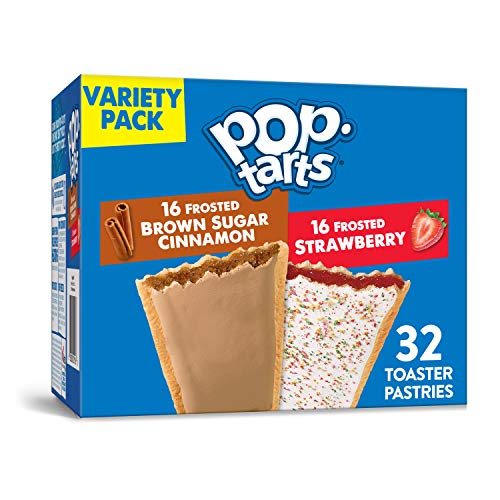 VARIETY
PACK
POP·
tarts®
16 FROSTED
BROWN SUGAR
CINNAMON
16 FROSTED
STRAWBERRY
32
TOASTER
PASTRIES